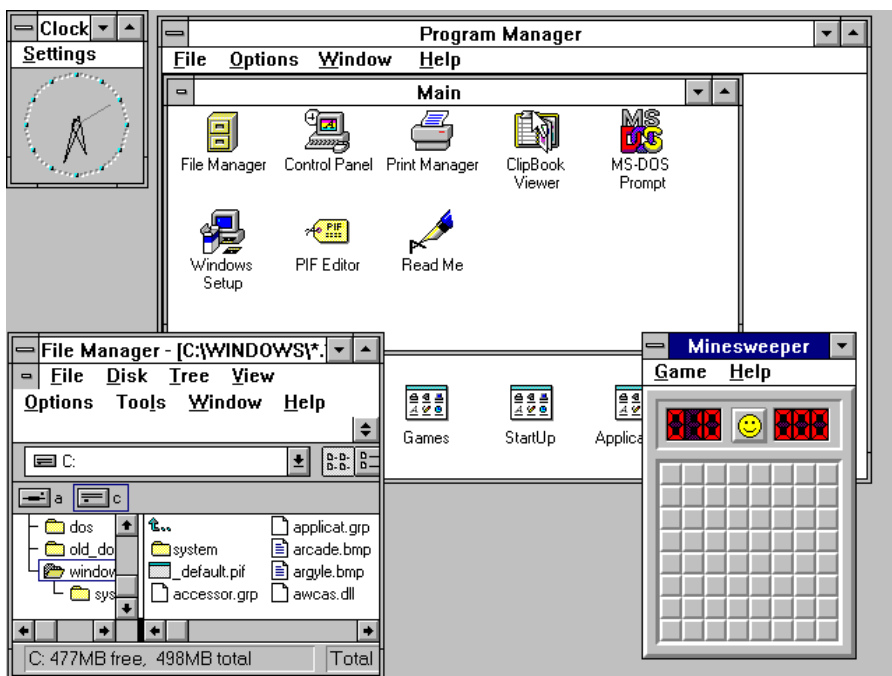 Clock
Settings
Program Manager
File Options Window Help
Main
File Manager
Control Panel
Print Manager
ClipBook
Viewer
MS-DOS
Prompt
Windows
Setup
PIF Editor
Read Me
Games
StartUp
Applica
File Manager - [C:\WINDOWS\*.
File Disk Tree View
Options Tools Window Help
C:
a
c
dos
old_do
window
sys
system
_default.pif
accessor.grp
applicat.grp
arcade.bmp
argyle.bmp
awcas.dll
C: 477MB free, 498MB total
Total
Minesweeper
Game Help